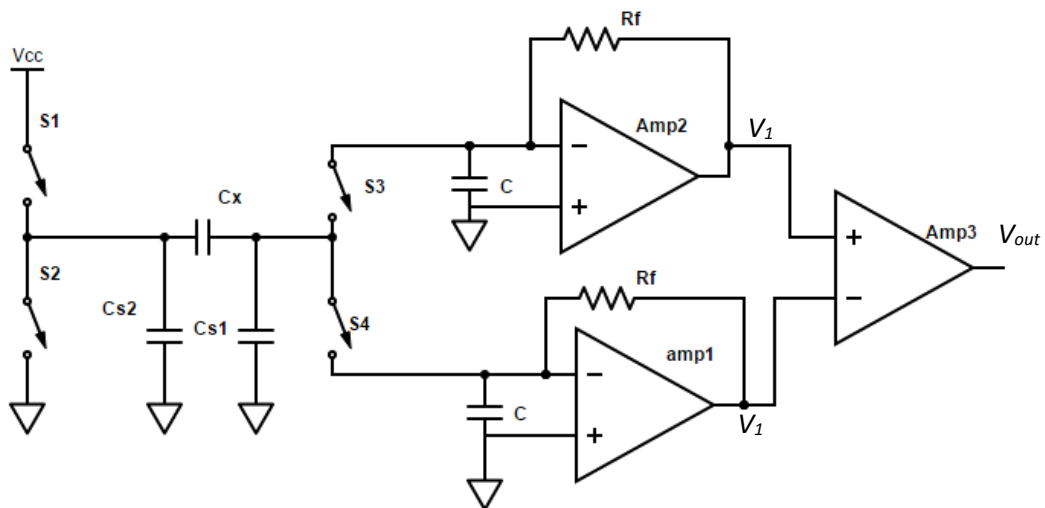 Rf
Vcc
Amp2
V1
S1
Cx
S3
C
Amp3
Vout
S2
Rf
Cs2
Cs1
S4
amp1
C
V1